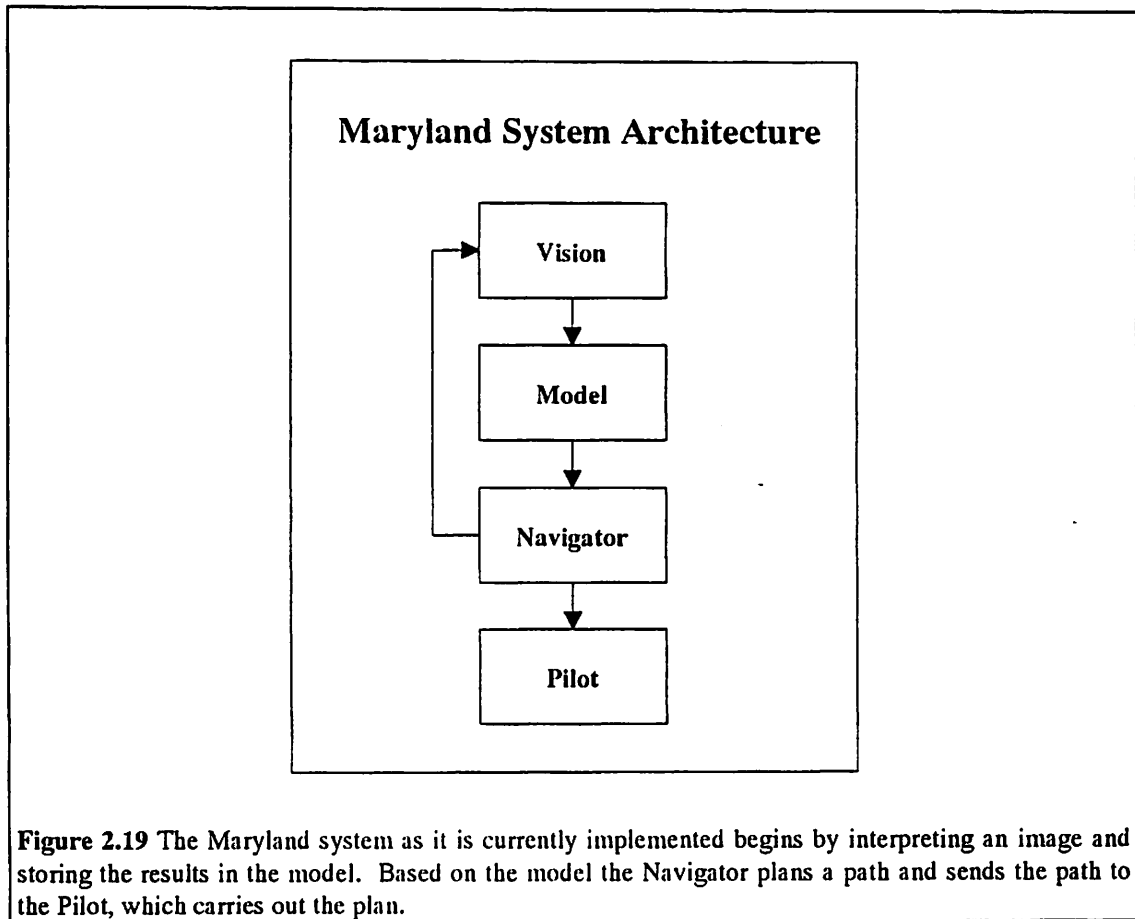 Maryland System Architecture
Vision
Model
Navigator
Pilot
Figure 2.19 The Maryland system as it is currently implemented begins by interpreting an image and
storing the results in the model. Based on the model the Navigator plans a path and sends the path to
the Pilot, which carries out the plan.